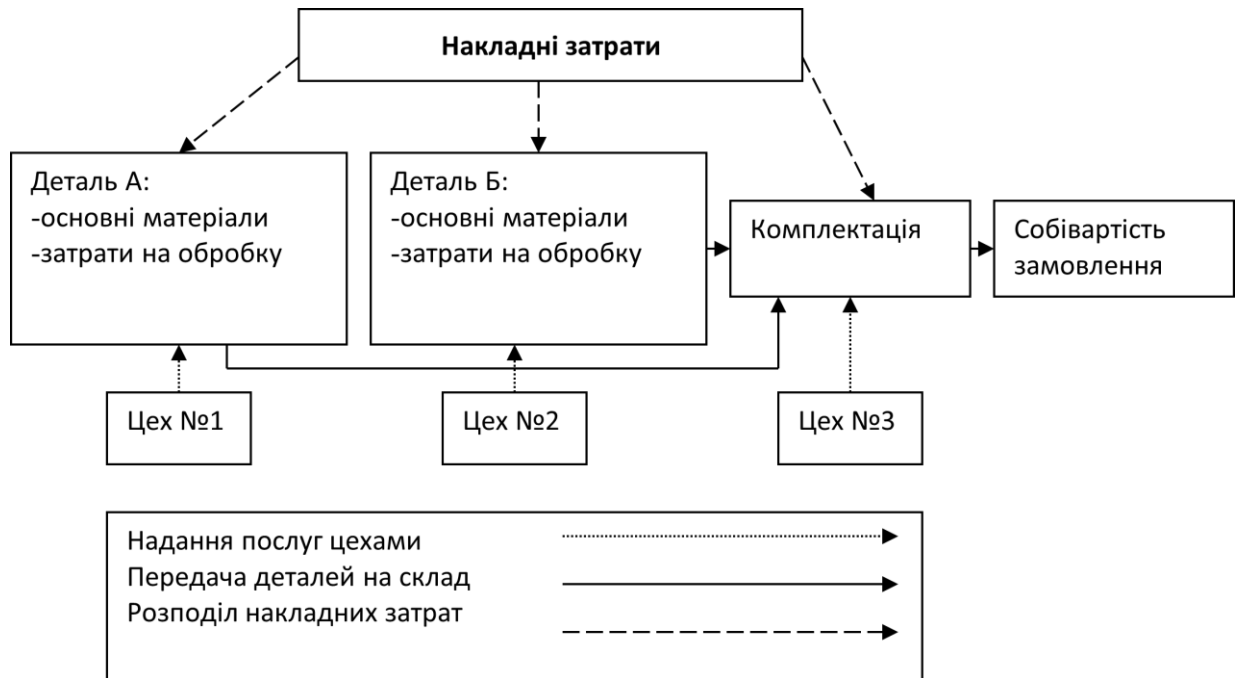 Накладні затрати
Деталь А:
-основні матеріали
-затрати на обробку
Деталь Б:
-основні матеріали
-затрати на обробку
Комплектація
Собівартість
замовлення
Цех №1
Цех №2
Цех №3
Надання послуг цехами
Передача деталей на склад
Розподіл накладних затрат